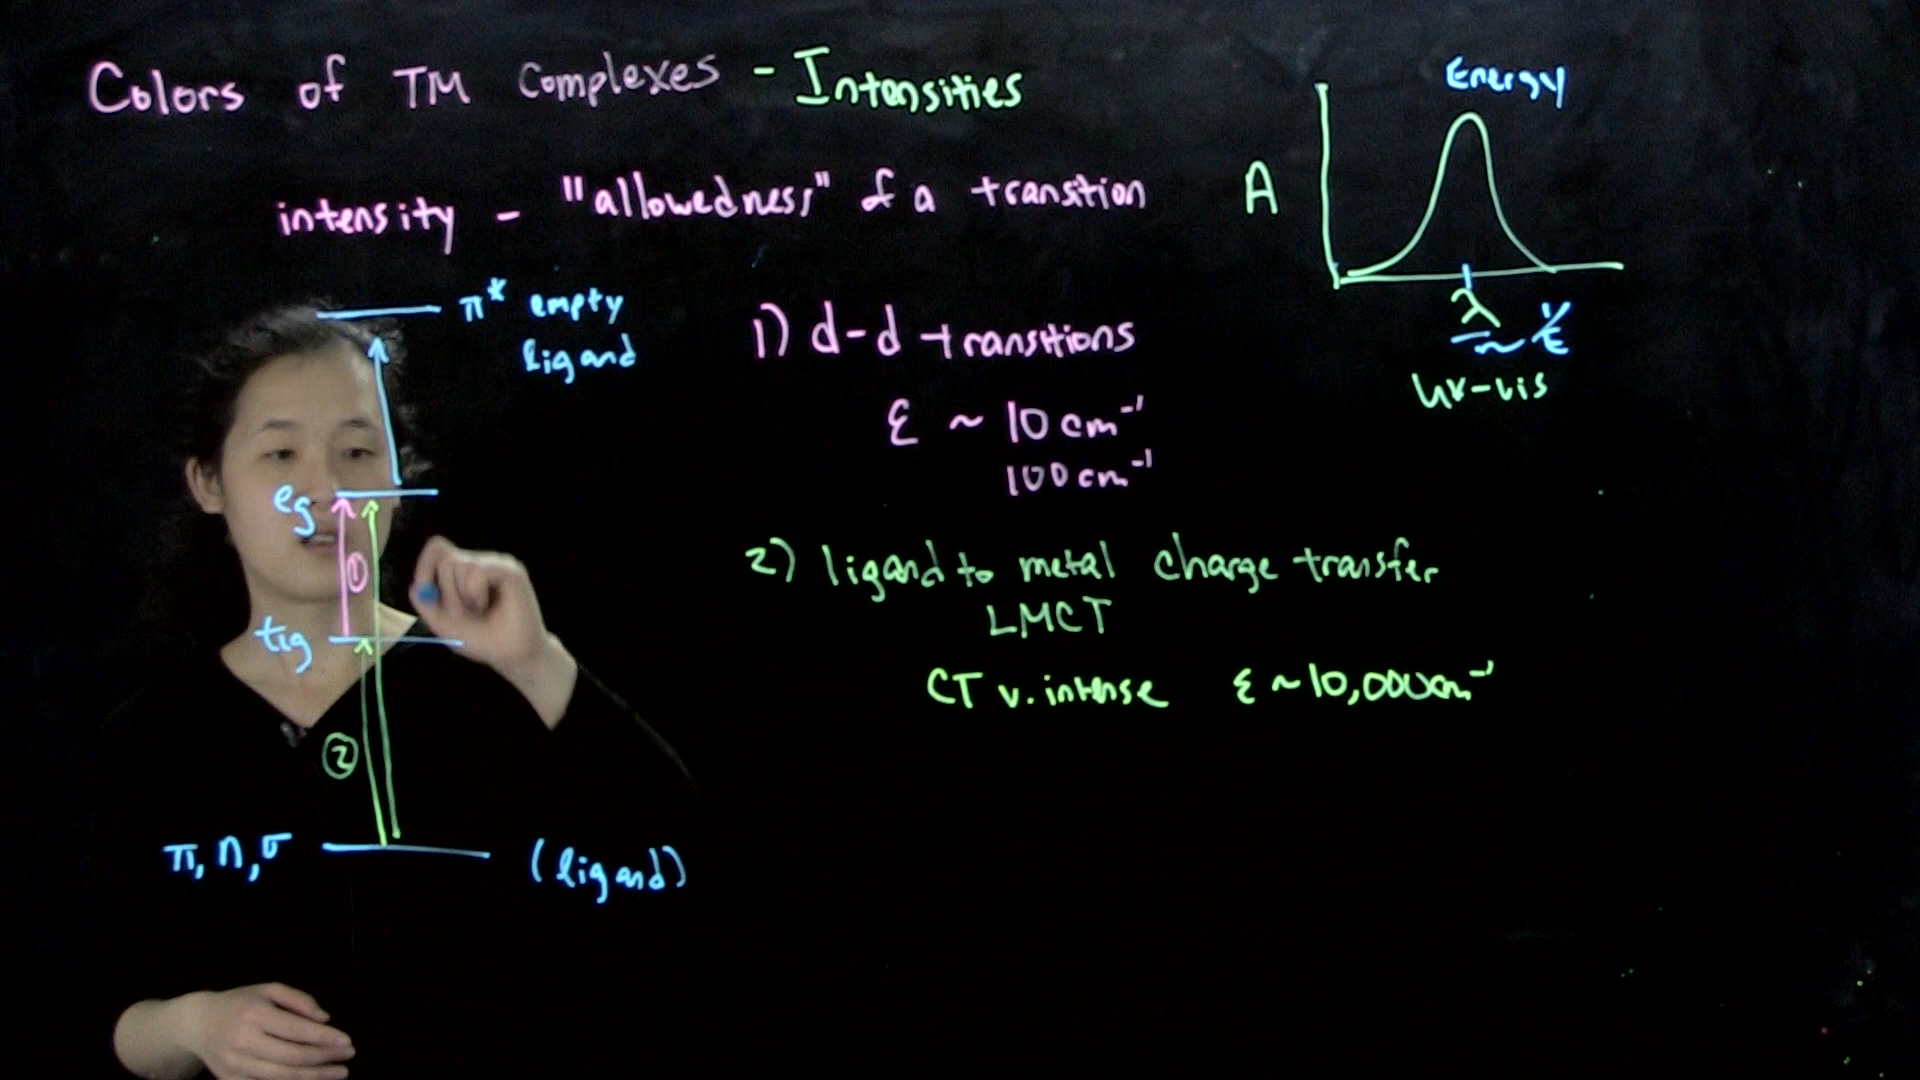 Colors of TM Complexes - Intensities
Energy
A
intensity - "allowedness" of a transition
λ
~ 1/E
UV-vis
π* empty
ligand
1) d-d transitions
ε ~ 10 cm⁻¹
100 cm⁻¹
eg
①
2) ligand to metal charge transfer
LMCT
t₂g
CT v. intense ε ~ 10,000 cm⁻¹
②
π, n, σ (ligand)